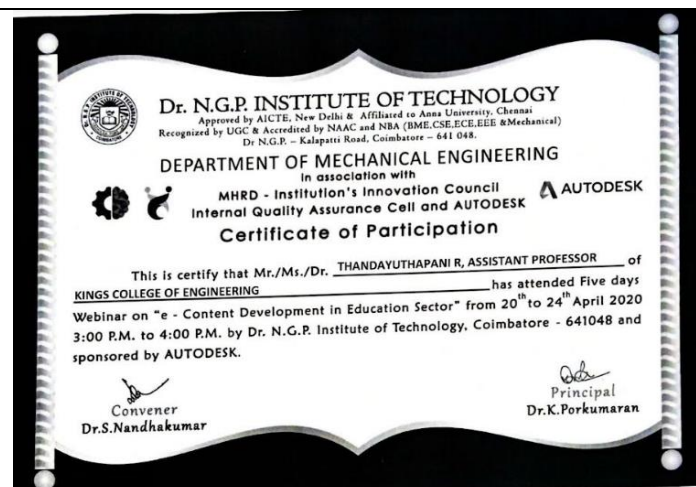 Dr. N.G.P. INSTITUTE OF TECHNOLOGY
Approved by AICTE, New Delhi & Affiliated to Anna University, Chennai
Recognized by UGC & Accredited by NAAC and NBA (BME,CSE,ECE,EEE &Mechanical)
Dr N.G.P. – Kalapatti Road, Coimbatore – 641 048.
DEPARTMENT OF MECHANICAL ENGINEERING
in association with
MHRD - Institution's Innovation Council
Internal Quality Assurance Cell and AUTODESK
AUTODESK
Certificate of Participation
This is certify that Mr./Ms./Dr. THANDAYUTHAPANI R, ASSISTANT PROFESSOR of
KINGS COLLEGE OF ENGINEERING has attended Five days
Webinar on "e - Content Development in Education Sector" from 20th to 24th April 2020
3:00 P.M. to 4:00 P.M. by Dr. N.G.P. Institute of Technology, Coimbatore - 641048 and
sponsored by AUTODESK.
Convener
Dr.S.Nandhakumar
Principal
Dr.K.Porkumaran